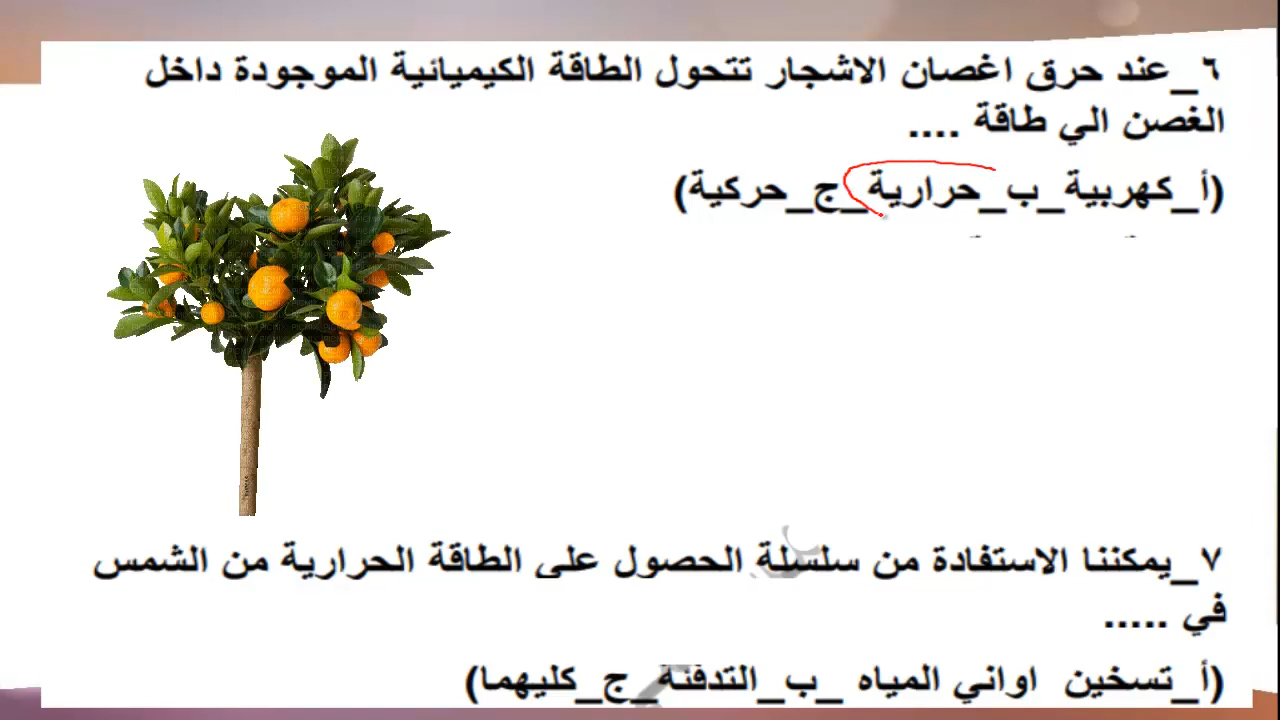 ٦_عند حرق اغصان الاشجار تتحول الطاقة الكيميائية الموجودة داخل
الغصن الي طاقة ....
(أ_كهربية_ب_حرارية_ج_حركية)
٧_يمكننا الاستفادة من سلسلة الحصول على الطاقة الحرارية من الشمس
في .....
(أ_تسخين اواني المياه _ب_التدفئة_ج_كليهما)